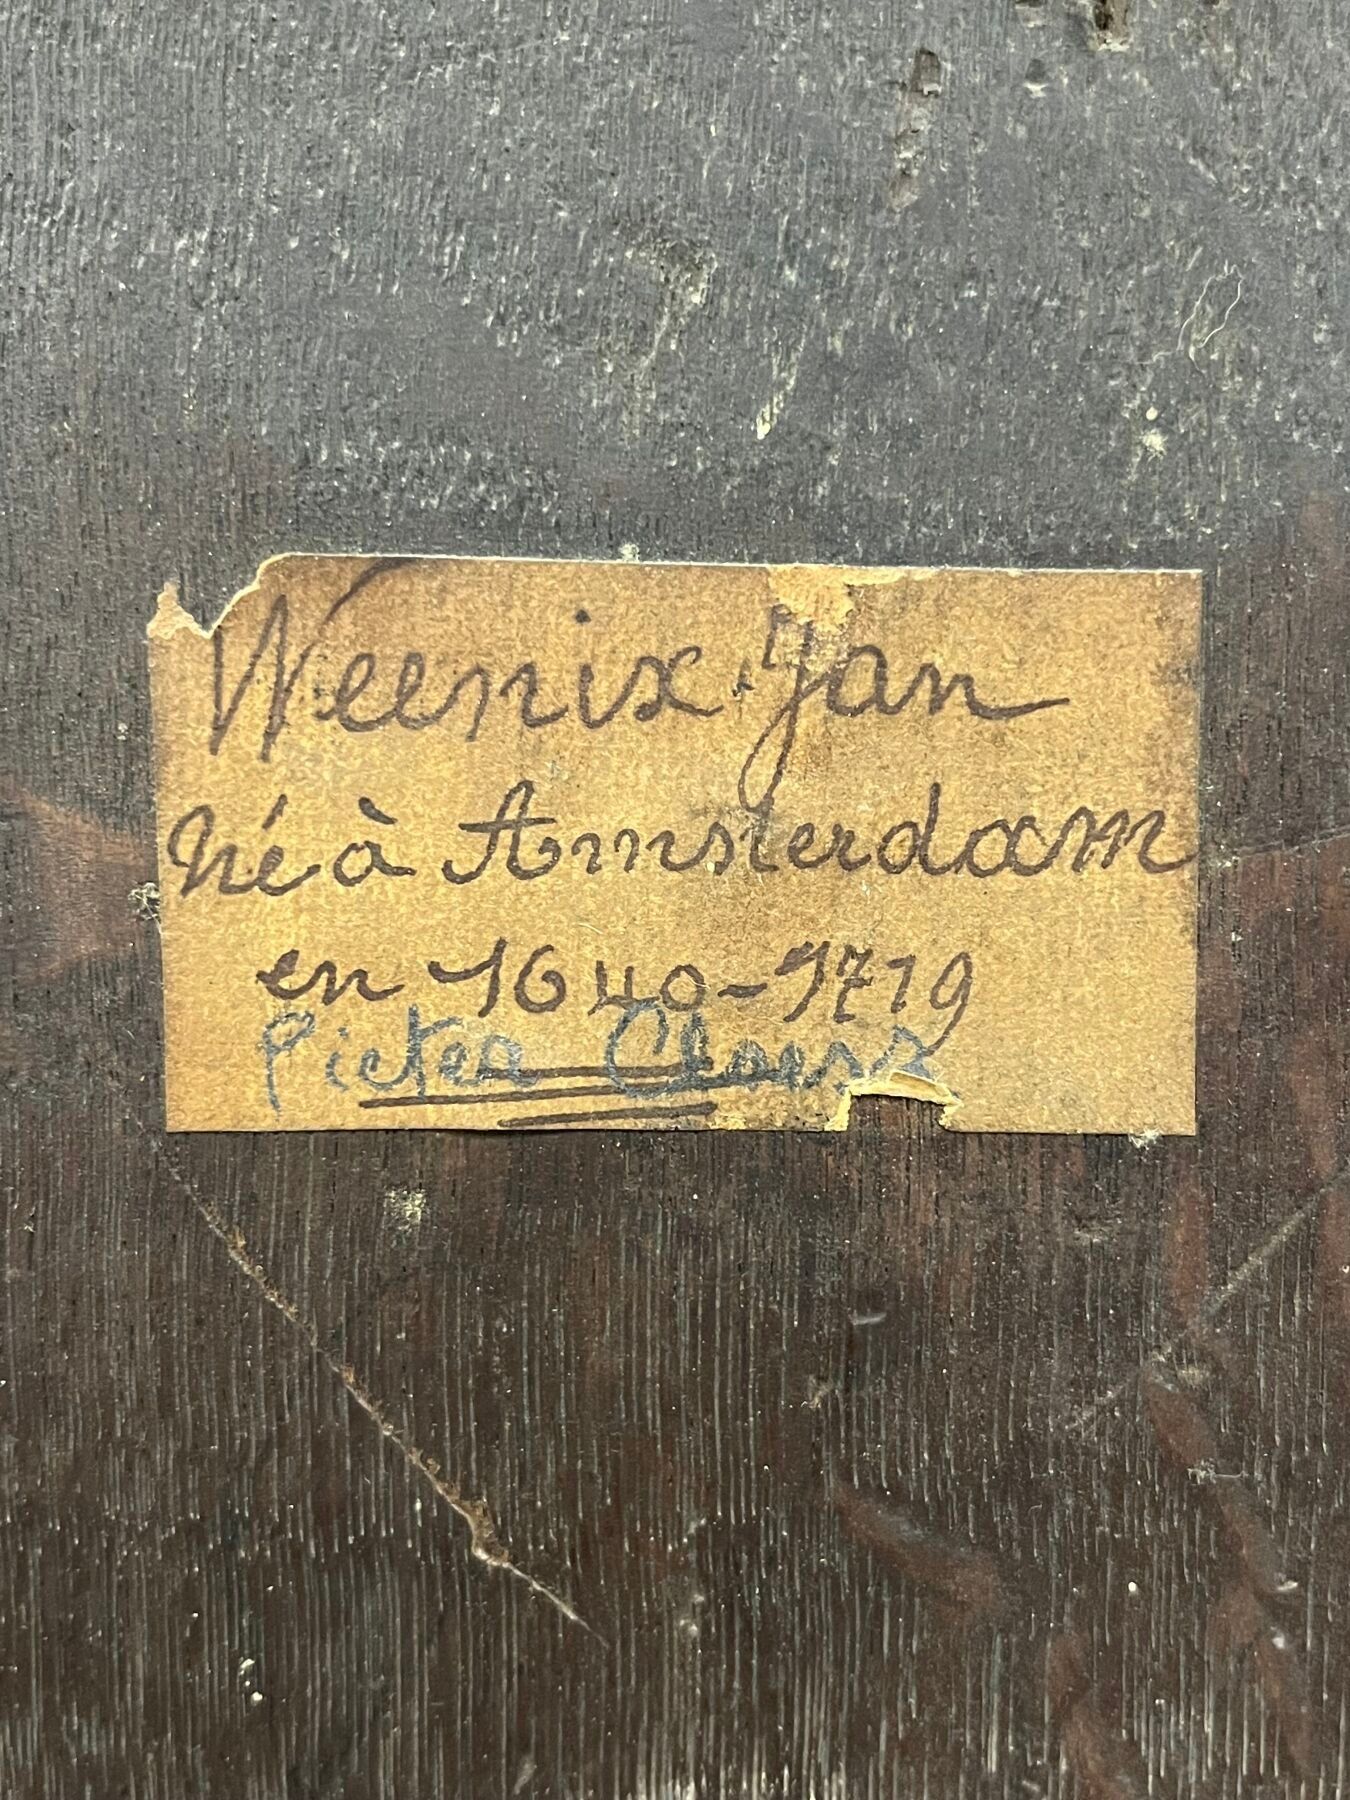 Weenix Jan
Né à Amsterdam
en 1640-1719
Pieter Claesz